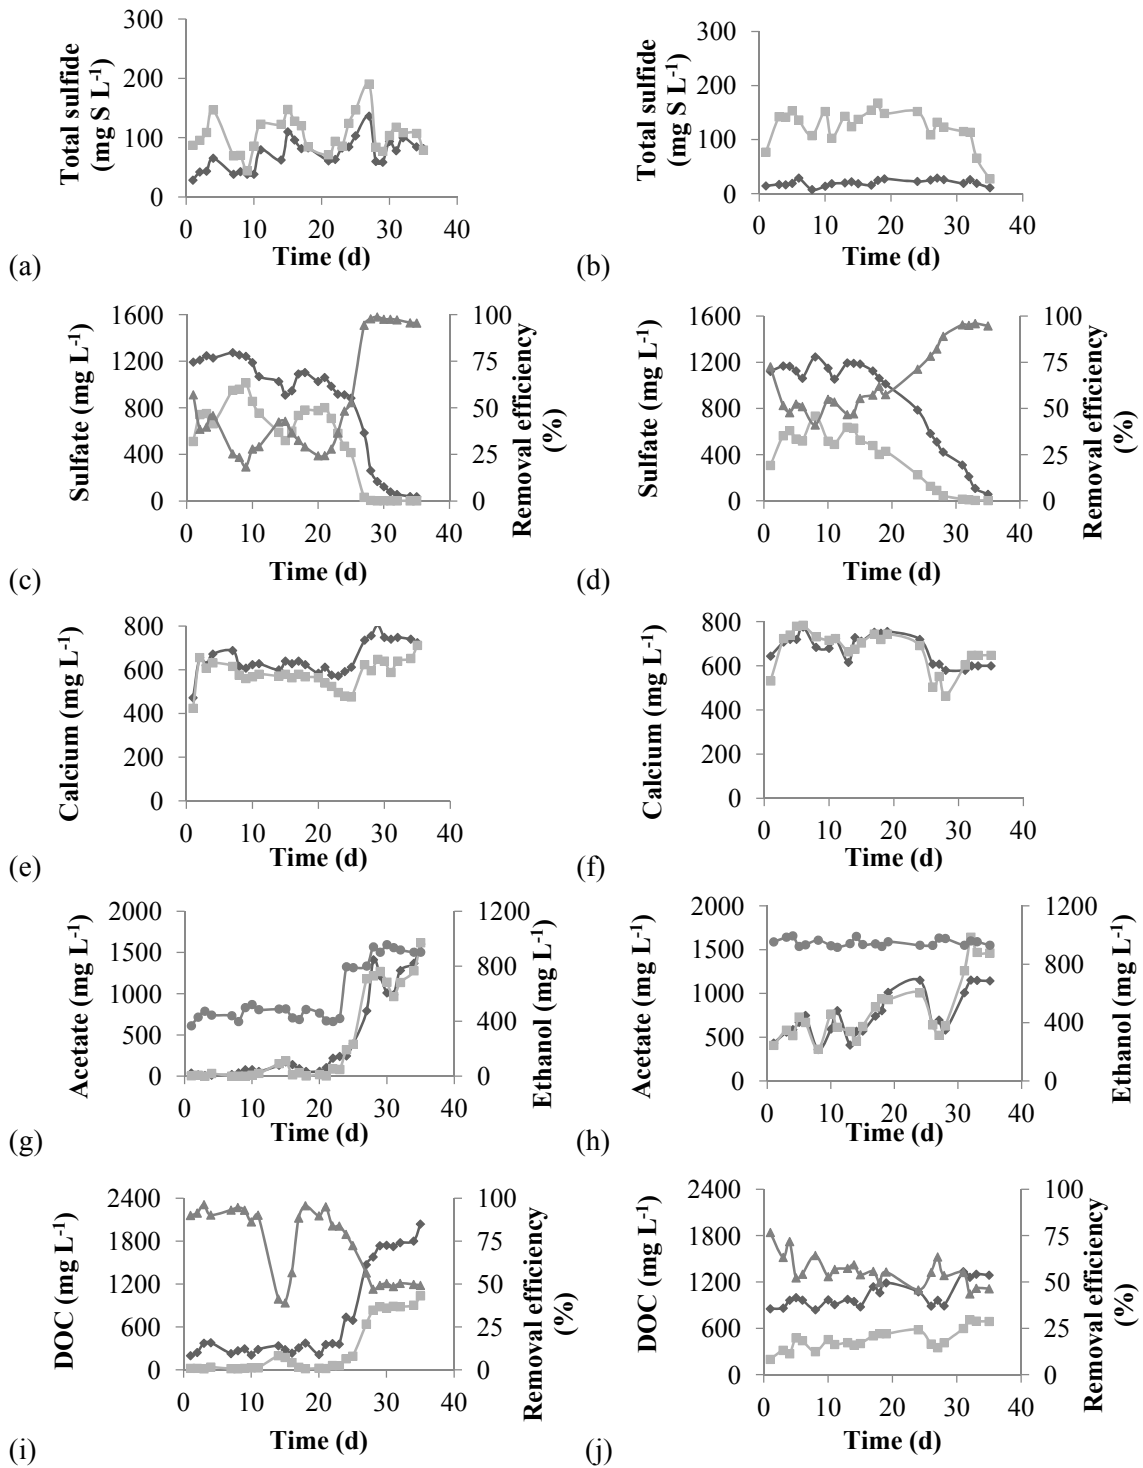 300
200
100
0
0 10 20 30 40
Total sulfide
(mg S L-1)
Time (d)
(a)
300
200
100
0
0 10 20 30 40
Total sulfide
(mg S L-1)
Time (d)
(b)
1600
1200
800
400
0
0 10 20 30 40
100
75
50
25
0
Sulfate (mg L-1)
Removal efficiency
(%)
Time (d)
(c)
1600
1200
800
400
0
0 10 20 30 40
100
75
50
25
0
Sulfate (mg L-1)
Removal efficiency
(%)
Time (d)
(d)
800
600
400
200
0
0 10 20 30 40
Calcium (mg L-1)
Time (d)
(e)
800
600
400
200
0
0 10 20 30 40
Calcium (mg L-1)
Time (d)
(f)
2000
1500
1000
500
0
0 10 20 30 40
1200
800
400
0
Acetate (mg L-1)
Ethanol (mg L-1)
Time (d)
(g)
2000
1500
1000
500
0
0 10 20 30 40
1200
800
400
0
Acetate (mg L-1)
Ethanol (mg L-1)
Time (d)
(h)
2400
1800
1200
600
0
0 10 20 30 40
100
75
50
25
0
DOC (mg L-1)
Removal efficiency
(%)
Time (d)
(i)
2400
1800
1200
600
0
0 10 20 30 40
100
75
50
25
0
DOC (mg L-1)
Removal efficiency
(%)
Time (d)
(j)